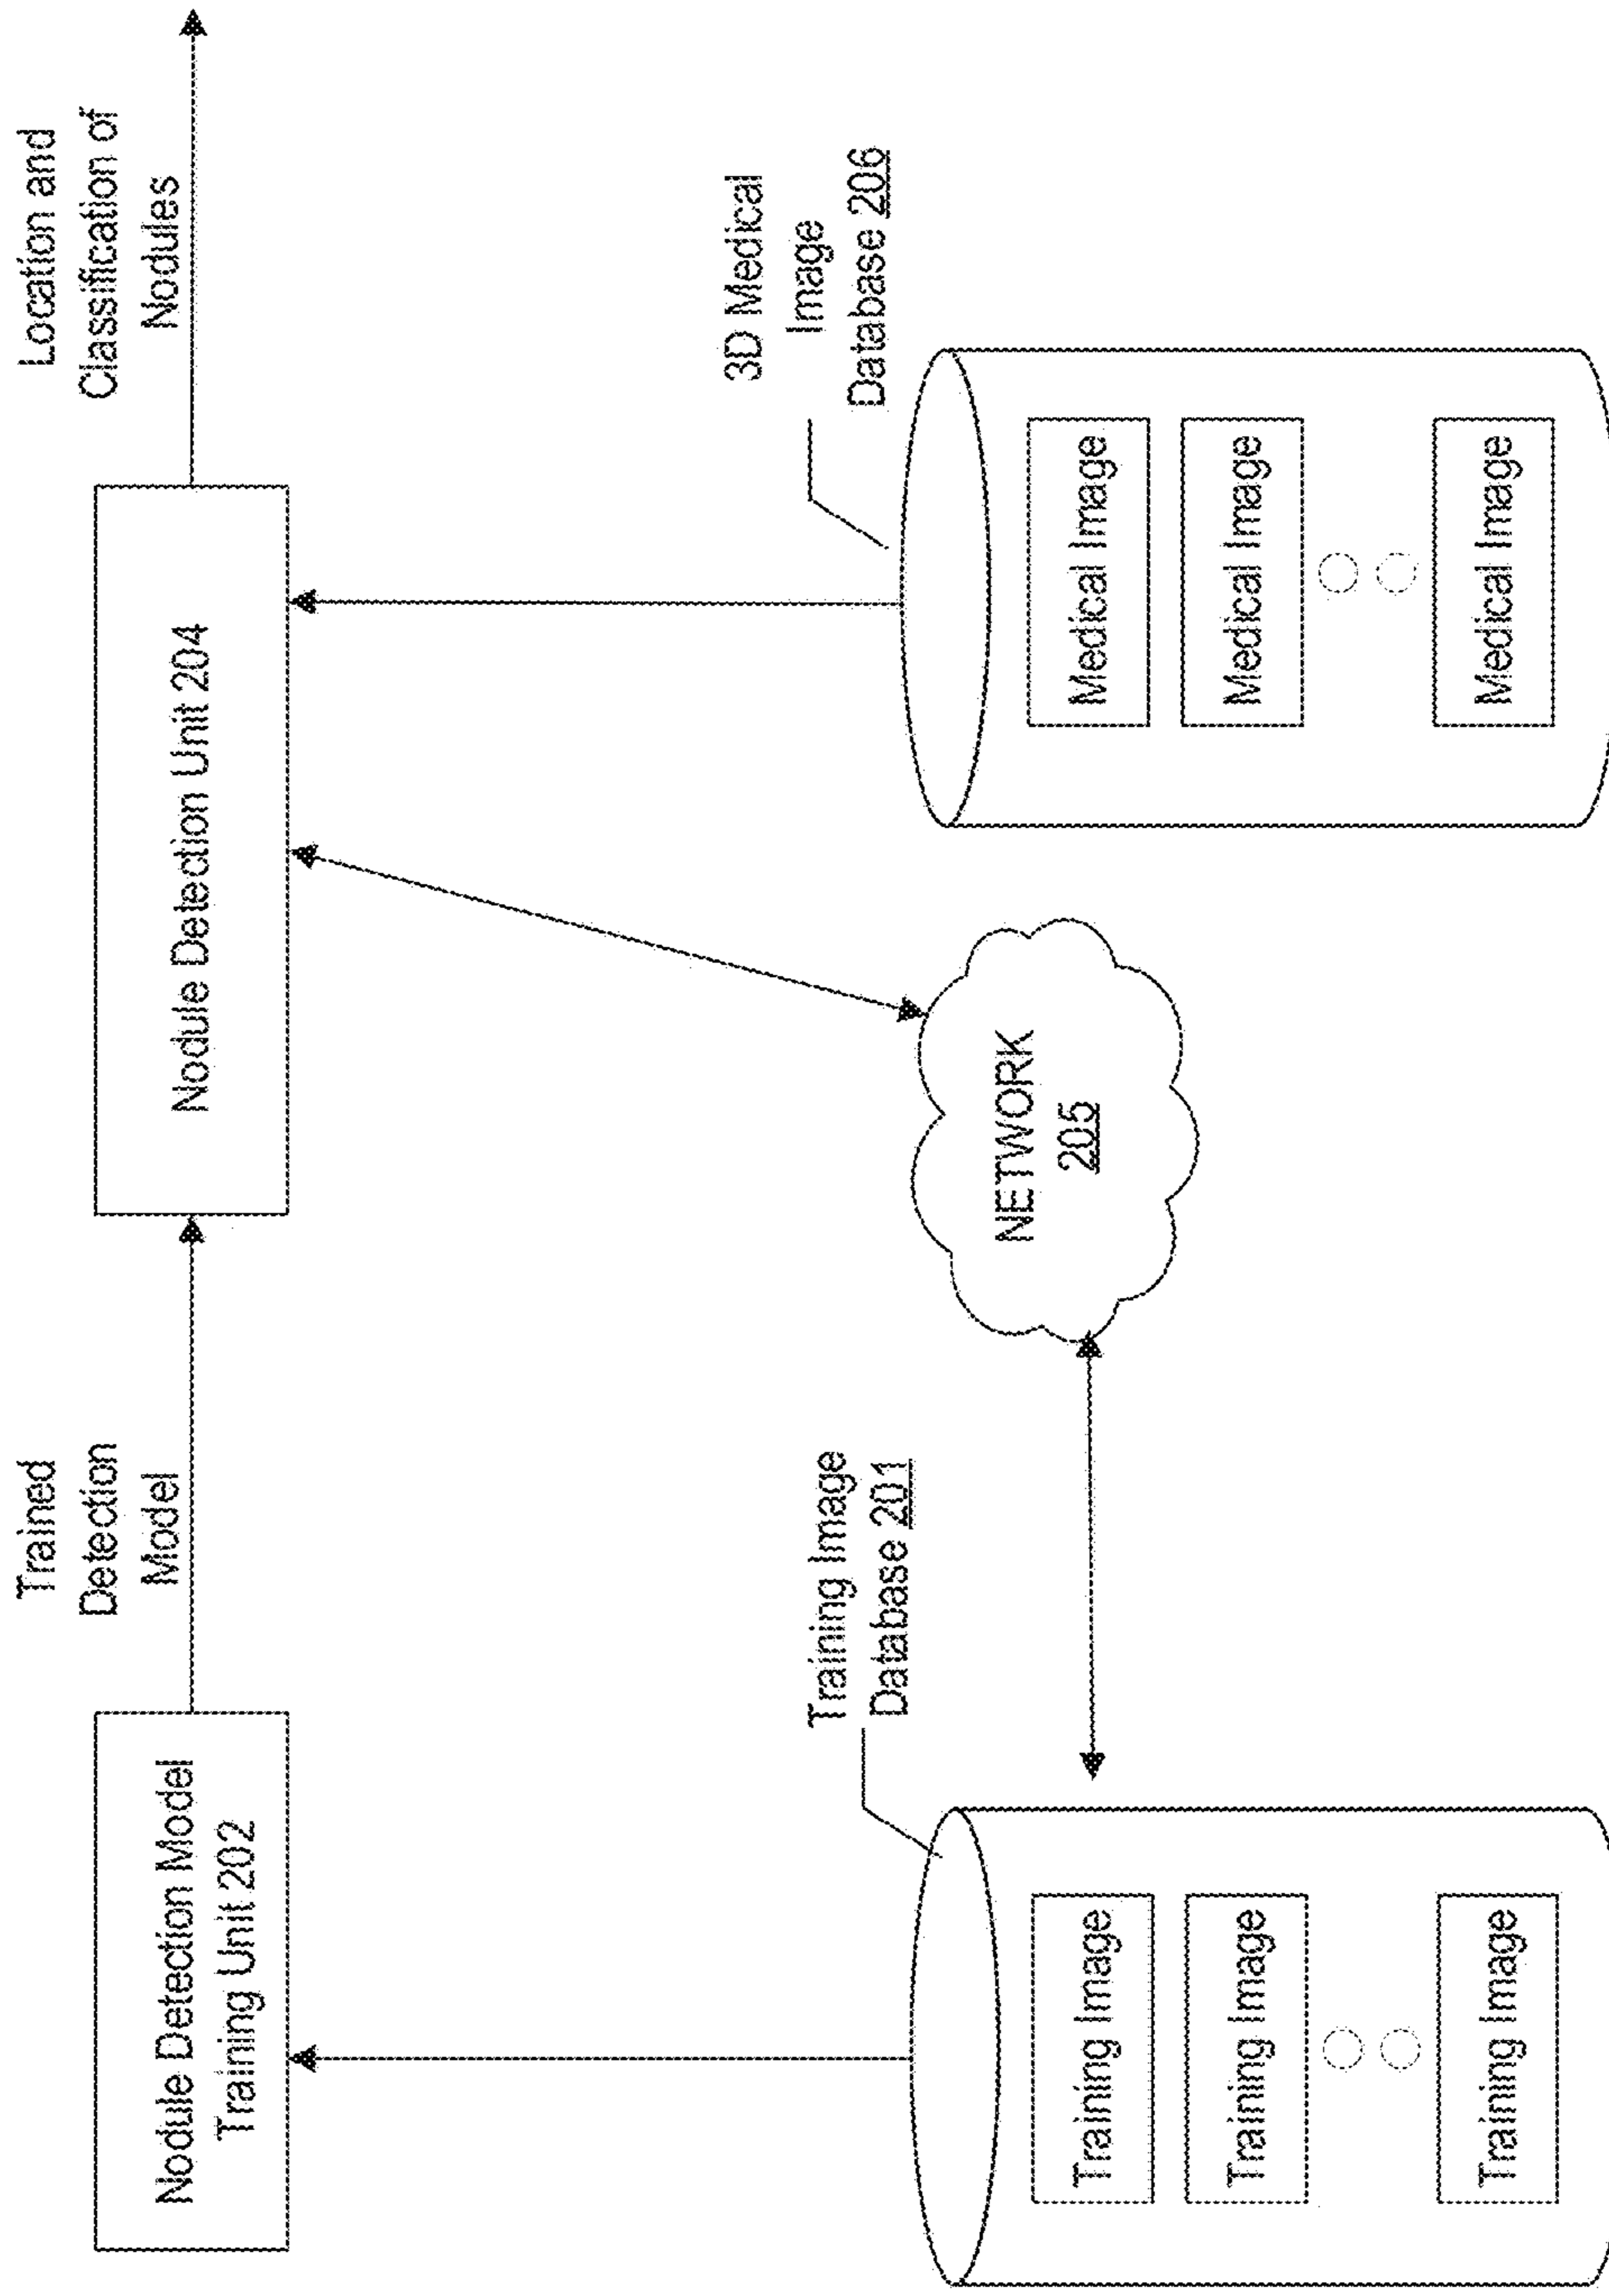 Trained
Detection
Model
Location and
Classification of
Nodules
Nodule Detection Model
Training Unit 202
Nodule Detection Unit 204
Training Image
Database 201
NETWORK
205
3D Medical
Image
Database 206
Training Image
Training Image
Training Image
Medical Image
Medical Image
Medical Image